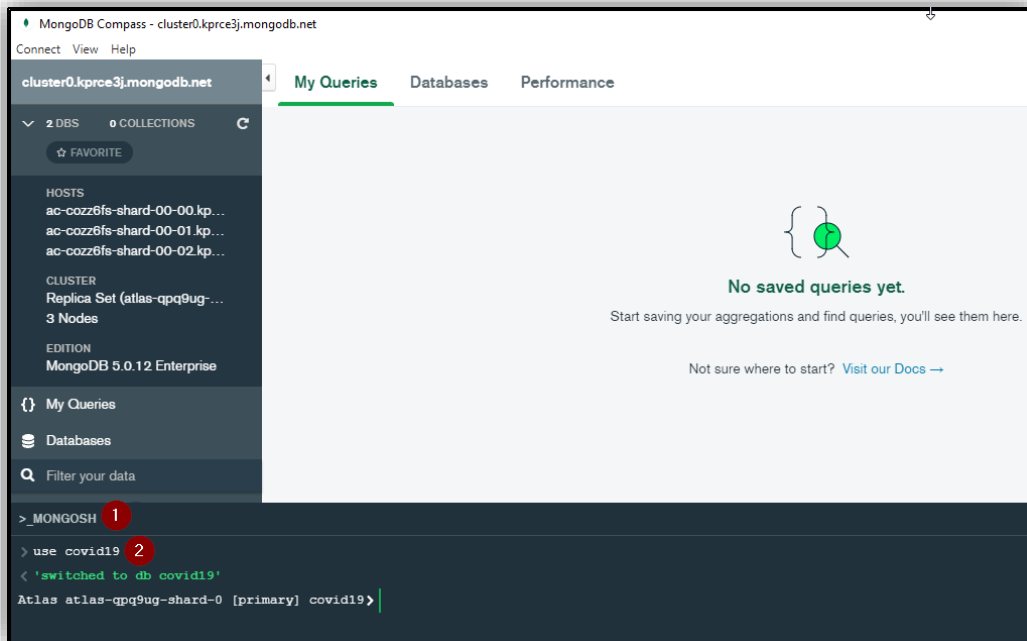 MongoDB Compass - cluster0.kprce3j.mongodb.net
Connect View Help
cluster0.kprce3j.mongodb.net
My Queries Databases Performance
2 DBS 0 COLLECTIONS
FAVORITE
HOSTS
ac-cozz6fs-shard-00-00.kp...
ac-cozz6fs-shard-00-01.kp...
ac-cozz6fs-shard-00-02.kp...
CLUSTER
Replica Set (atlas-qpq9ug-...
3 Nodes
EDITION
MongoDB 5.0.12 Enterprise
{} My Queries
Databases
Filter your data
No saved queries yet.
Start saving your aggregations and find queries, you'll see them here.
Not sure where to start? Visit our Docs →
>_MONGOSH 1
> use covid19 2
< 'switched to db covid19'
Atlas atlas-qpq9ug-shard-0 [primary] covid19>